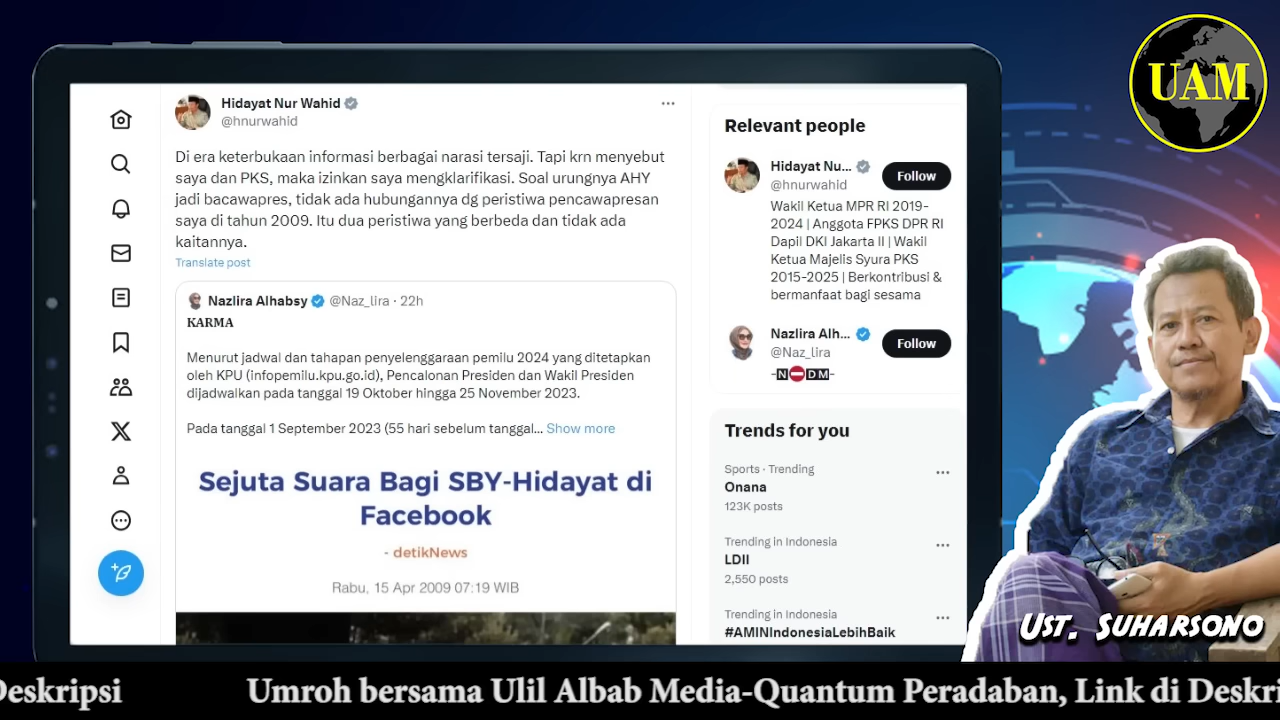 UAM
Hidayat Nur Wahid
@hnurwahid
Di era keterbukaan informasi berbagai narasi tersaji. Tapi krn menyebut
saya dan PKS, maka izinkan saya mengklarifikasi. Soal urungnya AHY
jadi bacawapres, tidak ada hubungannya dg peristiwa pencawapresan
saya di tahun 2009. Itu dua peristiwa yang berbeda dan tidak ada
kaitannya.
Translate post
Nazlira Alhabsy @Naz_lira · 22h
KARMA
Menurut jadwal dan tahapan penyelenggaraan pemilu 2024 yang ditetapkan
oleh KPU (infopemilu.kpu.go.id), Pencalonan Presiden dan Wakil Presiden
dijadwalkan pada tanggal 19 Oktober hingga 25 November 2023.
Pada tanggal 1 September 2023 (55 hari sebelum tanggal... Show more
Sejuta Suara Bagi SBY-Hidayat di
Facebook
- detikNews
Rabu, 15 Apr 2009 07:19 WIB
Relevant people
Hidayat Nu...
@hnurwahid
Follow
Wakil Ketua MPR RI 2019-
2024 | Anggota FPKS DPR RI
Dapil DKI Jakarta II | Wakil
Ketua Majelis Syura PKS
2015-2025 | Berkontribusi &
bermanfaat bagi sesama
Nazlira Alh...
@Naz_lira
Follow
-N⛔DM-
Trends for you
Sports · Trending
Onana
123K posts
Trending in Indonesia
LDII
2,550 posts
Trending in Indonesia
#AMINIndonesiaLebihBaik
Ust. Suharsono
Deskripsi Umroh bersama Ulil Albab Media-Quantum Peradaban, Link di Deskri